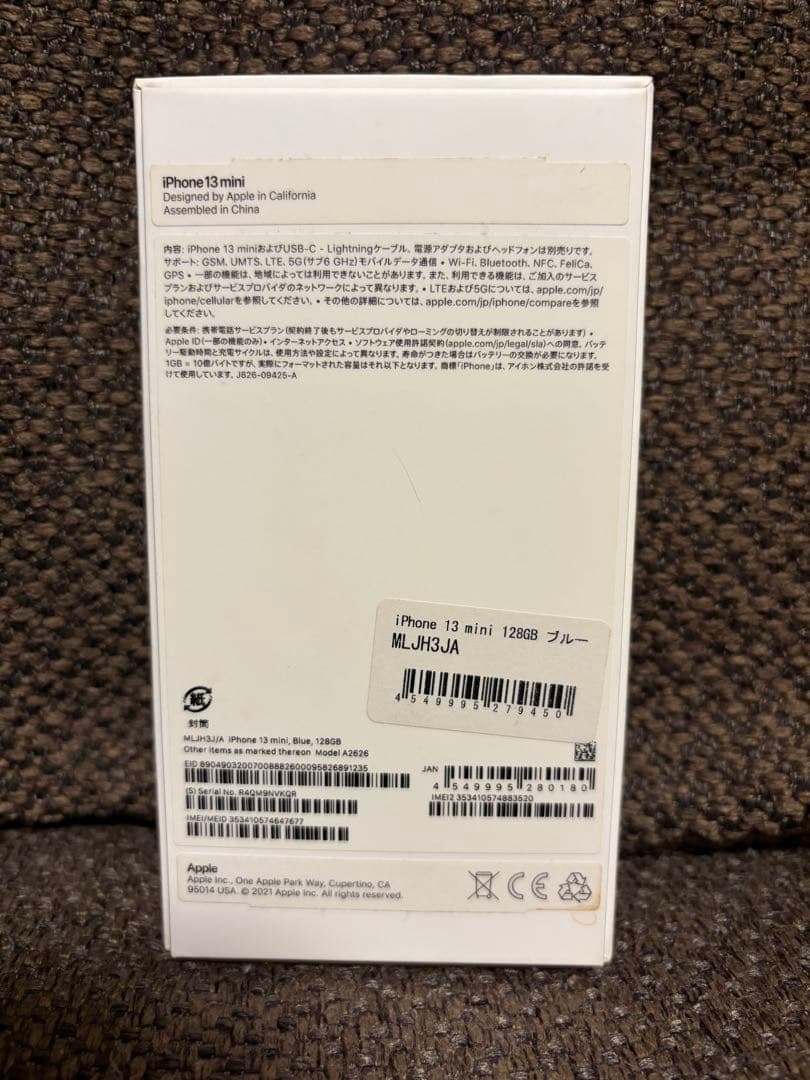 iPhone 13 mini
Designed by Apple in California
Assembled in China
内容: iPhone 13 miniおよびUSB-C - Lightningケーブル。電源アダプタおよびヘッドフォンは別売りです。
サポート: GSM、UMTS、LTE、5G(サブ6 GHz)モバイルデータ通信 • Wi-Fi、Bluetooth、NFC、FeliCa、
GPS • 一部の機能は、地域によっては利用できないことがあります。また、利用できる機能は、ご加入のサービス
プランおよびサービスプロバイダのネットワークによって異なります。• LTEおよび5Gについては、apple.com/jp/
iphone/cellularを参照してください。• その他の詳細については、apple.com/jp/iphone/compareを参照
してください。
必要条件: 携帯電話サービスプラン(契約終了後もサービスプロバイダやローミングの切り替えが制限されることがあります) •
Apple ID(一部の機能のみ) • インターネットアクセス • ソフトウェア使用許諾契約(apple.com/jp/legal/sla)への同意。バッテ
リー駆動時間と充電サイクルは、使用方法や設定によって異なります。寿命がつきた場合はバッテリーの交換が必要になります。
1GB = 10億バイトですが、実際にフォーマットされた容量はそれ以下となります。商標「iPhone」は、アイホン株式会社の許諾を受
けて使用しています。J826-09425-A
iPhone 13 mini 128GB ブルー
MLJH3JA
4549995279450
紙
封筒
MLJH3J/A iPhone 13 mini, Blue, 128GB
Other items as marked thereon Model A2626
EID 89049032007008882600095826891235
(S) Serial No. R4QM9NVKQR
IMEI/MEID 353410574647677
JAN
4 549995 280180
IMEI2 353410574883520
Apple
Apple Inc., One Apple Park Way, Cupertino, CA
95014 USA. © 2021 Apple Inc. All rights reserved.
CE